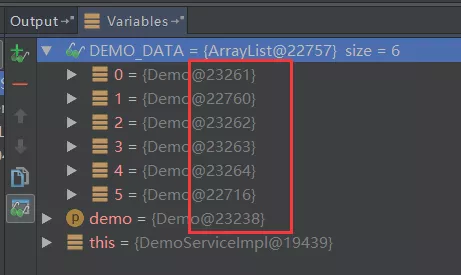 Output Variables
DEMO_DATA = {ArrayList@22757} size = 6
0 = {Demo@23261}
1 = {Demo@22760}
2 = {Demo@23262}
3 = {Demo@23263}
4 = {Demo@23264}
5 = {Demo@22716}
demo = {Demo@23238}
this = {DemoServiceImpl@19439}